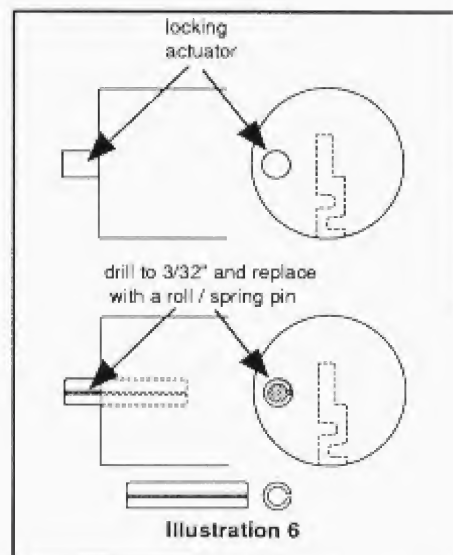 locking
actuator
drill to 3/32" and replace
with a roll / spring pin
Illustration 6